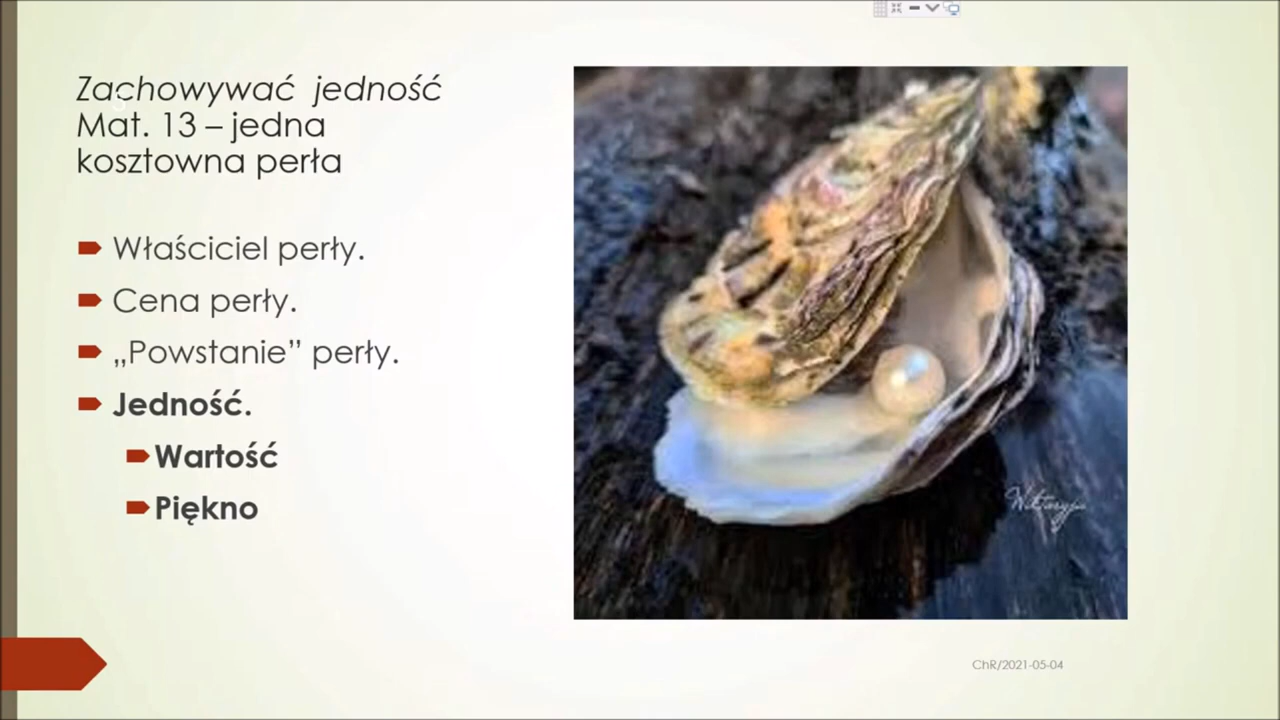 Zachowywać jedność
Mat. 13 – jedna
kosztowna perła
Właściciel perły.
Cena perły.
„Powstanie” perły.
Jedność.
Wartość
Piękno
ChR/2021-05-04